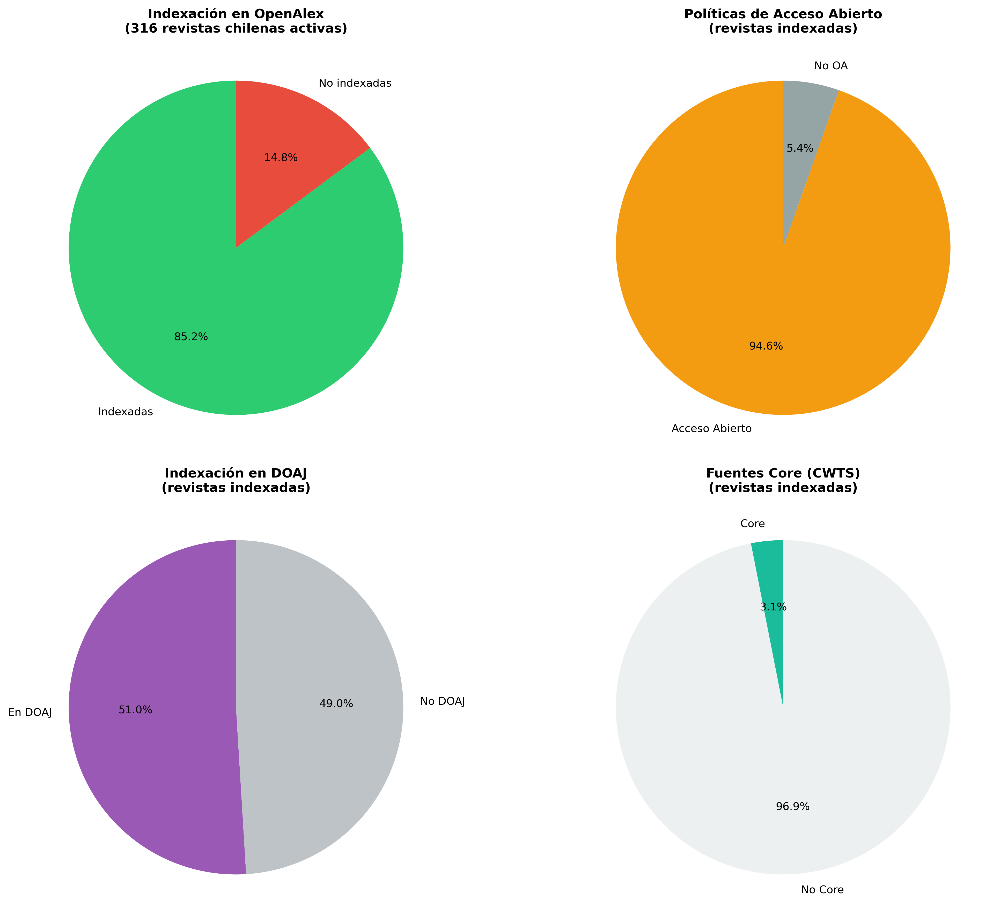 Indexación en OpenAlex
(316 revistas chilenas activas)
No indexadas
14.8%
85.2%
Indexadas
Políticas de Acceso Abierto
(revistas indexadas)
No OA
5.4%
94.6%
Acceso Abierto
Indexación en DOAJ
(revistas indexadas)
En DOAJ
51.0%
49.0%
No DOAJ
Fuentes Core (CWTS)
(revistas indexadas)
Core
3.1%
96.9%
No Core